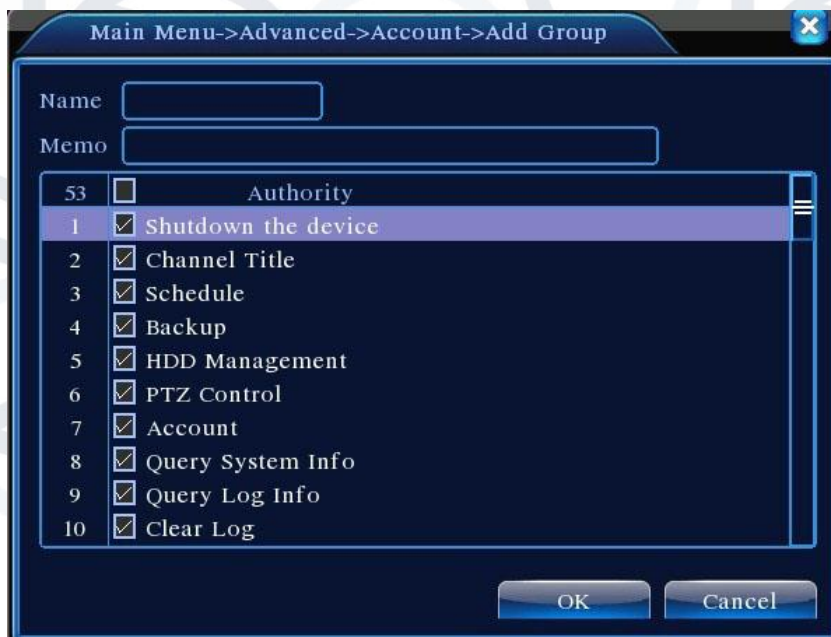 Main Menu->Advanced->Account->Add Group
Name
Memo
53 Authority
1 Shutdown the device
2 Channel Title
3 Schedule
4 Backup
5 HDD Management
6 PTZ Control
7 Account
8 Query System Info
9 Query Log Info
10 Clear Log
OK Cancel